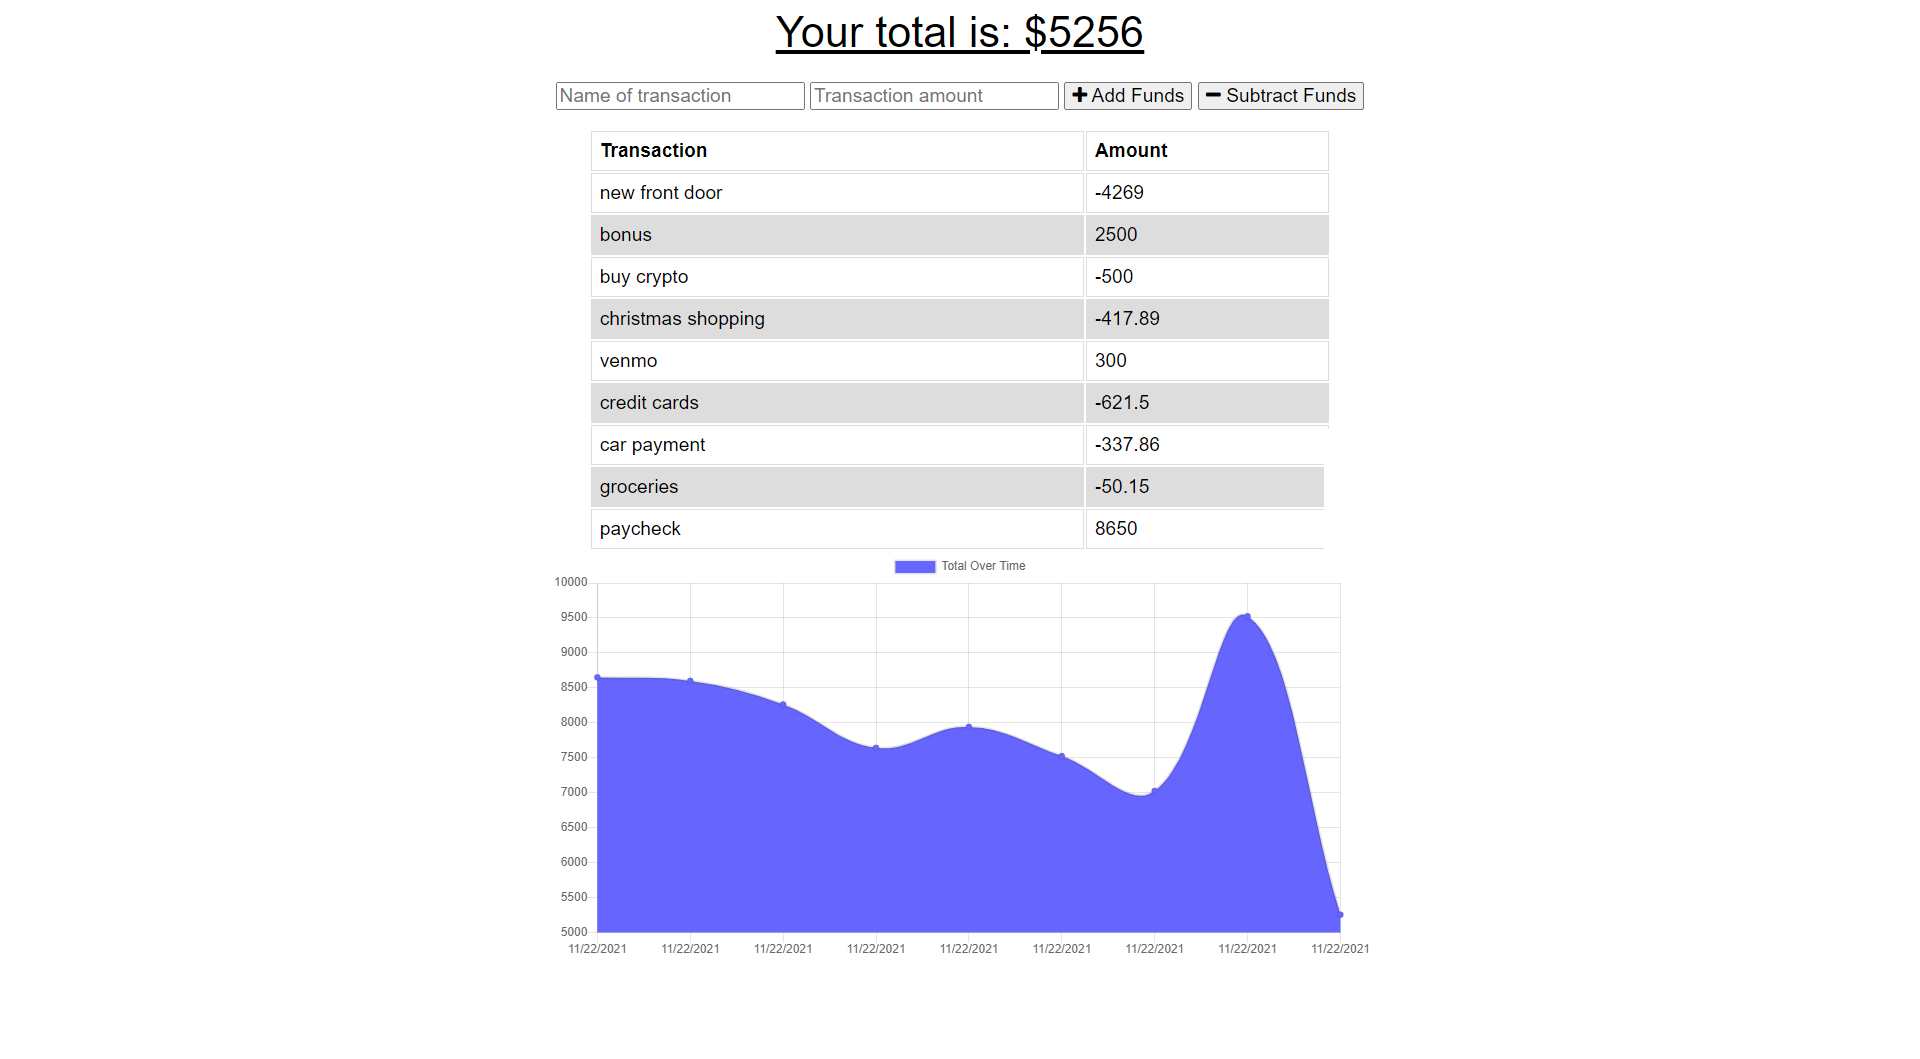 Your total is: $5256
Name of transaction Transaction amount Add Funds Subtract Funds
Transaction Amount
new front door -4269
bonus 2500
buy crypto -500
christmas shopping -417.89
venmo 300
credit cards -621.5
car payment -337.86
groceries -50.15
paycheck 8650
Total Over Time
10000
9500
9000
8500
8000
7500
7000
6500
6000
5500
5000
11/22/2021 11/22/2021 11/22/2021 11/22/2021 11/22/2021 11/22/2021 11/22/2021 11/22/2021 11/22/2021